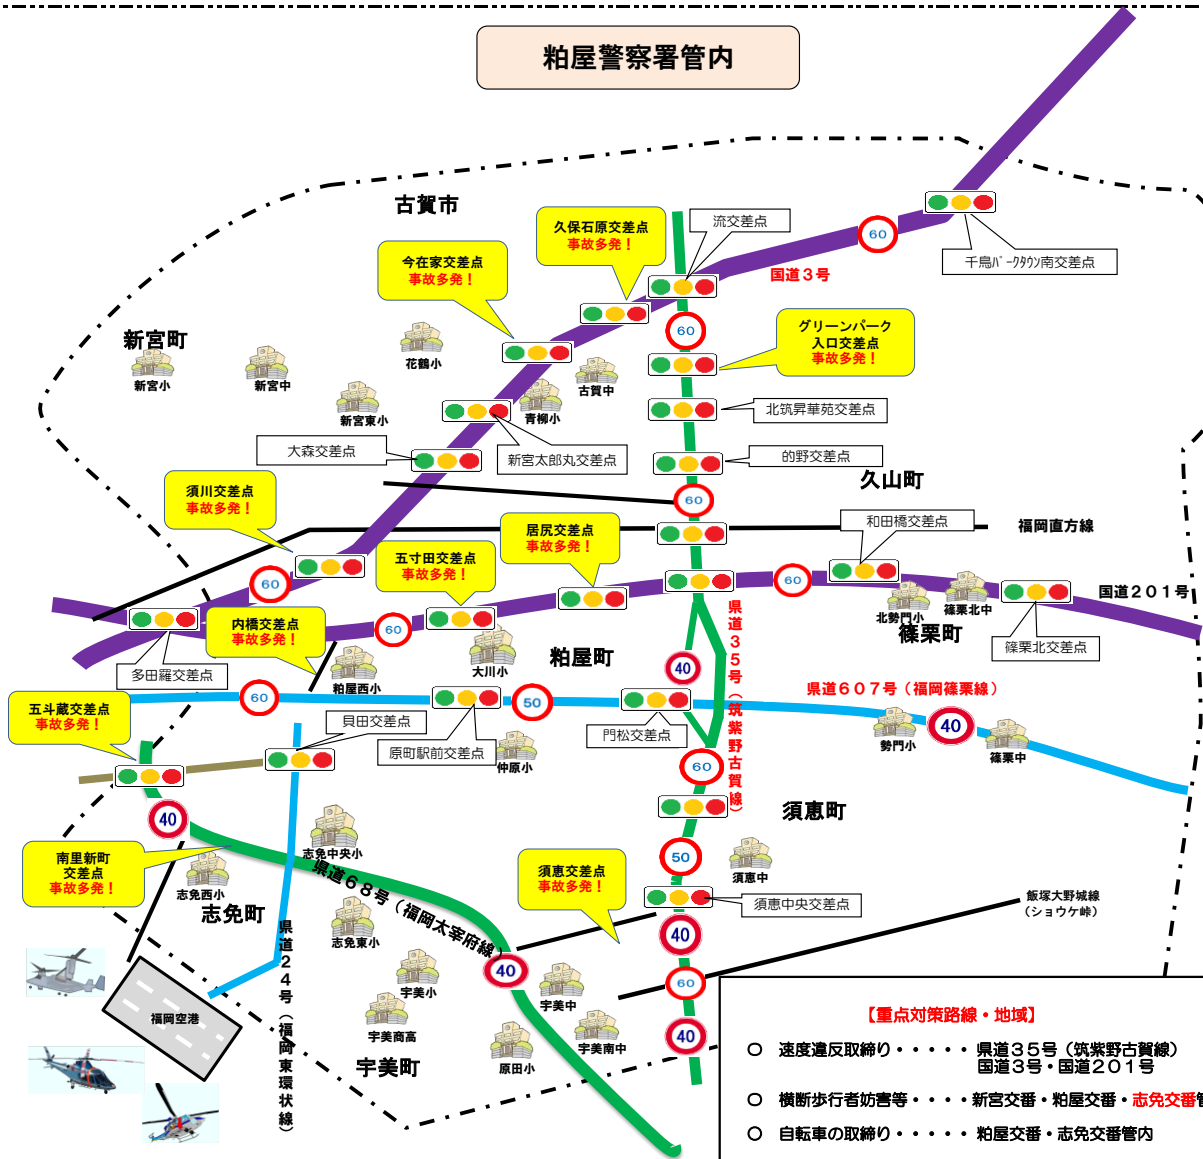 粕屋警察署管内
古賀市
久保石原交差点
事故多発！
流交差点
60
千鳥ﾊﾟｰｸﾀｳﾝ南交差点
今在家交差点
事故多発！
国道３号
新宮町
新宮小
新宮中
花鶴小
60
グリーンパーク
入口交差点
事故多発！
古賀中
青柳小
新宮東小
北筑昇華苑交差点
大森交差点
新宮太郎丸交差点
的野交差点
久山町
須川交差点
事故多発！
60
居尻交差点
事故多発！
和田橋交差点
福岡直方線
五寸田交差点
事故多発！
60
60
国道２０１号
北勢門小
篠栗北中
篠栗町
篠栗北交差点
内橋交差点
事故多発！
60
多田羅交差点
粕屋西小
大川小
粕屋町
県道３５号（筑紫野古賀線）
40
県道６０７号（福岡篠栗線）
60
50
五斗蔵交差点
事故多発！
貝田交差点
原町駅前交差点
仲原小
門松交差点
勢門小
40
篠栗中
60
40
須恵町
志免中央小
南里新町
交差点
事故多発！
志免西小
県道６８号（福岡太宰府線）
須恵交差点
事故多発！
50
須恵中
須恵中央交差点
飯塚大野城線
（ショウケ峠）
志免町
県道２４号（福岡東環状線）
志免東小
40
40
宇美小
宇美中
60
福岡空港
宇美商高
宇美南中
40
宇美町
原田小
【重点対策路線・地域】
○　速度違反取締り・・・・・　県道３５号（筑紫野古賀線）
国道３号・国道２０１号
○　横断歩行者妨害等・・・・・新宮交番・粕屋交番・志免交番管
○　自転車の取締り・・・・・　粕屋交番・志免交番管内